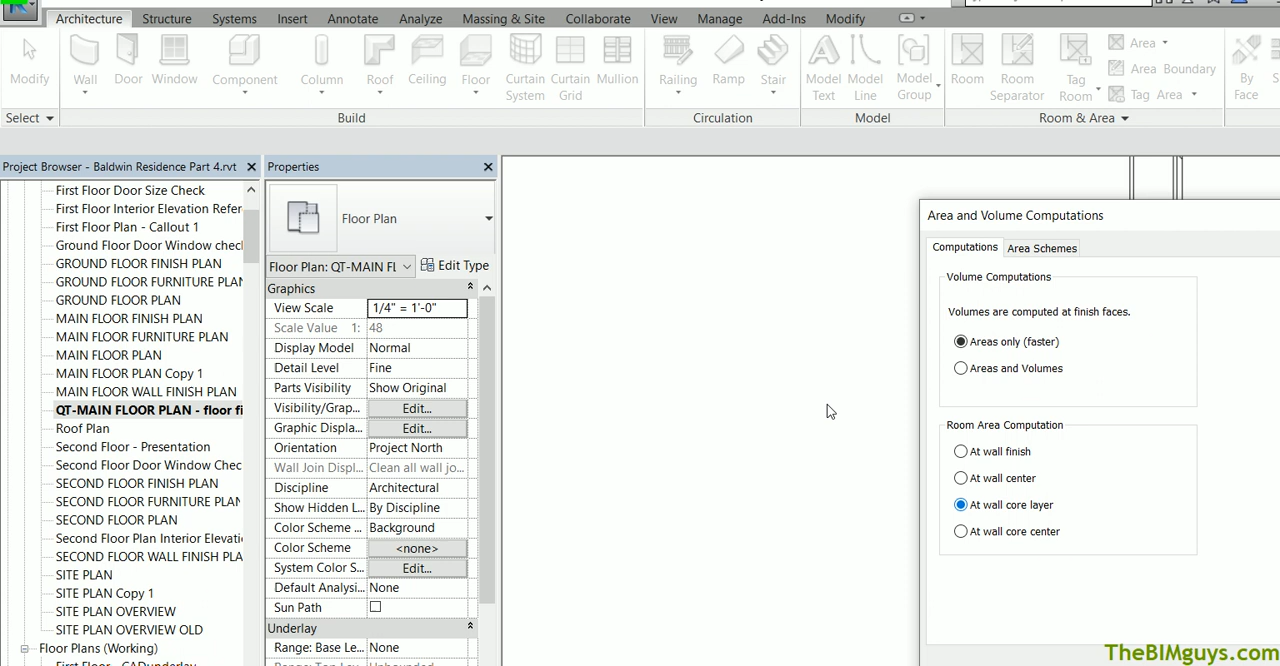 Architecture Structure Systems Insert Annotate Analyze Massing & Site Collaborate View Manage Add-Ins Modify
Modify Wall Door Window Component Column Roof Ceiling Floor Curtain System Curtain Grid Mullion Railing Ramp Stair Model Text Model Line Model Group Room Room Separator Tag Room By Face
Area
Area Boundary
Tag Area
Select Build Circulation Model Room & Area
Project Browser - Baldwin Residence Part 4.rvt
First Floor Door Size Check
First Floor Interior Elevation Refer
First Floor Plan - Callout 1
Ground Floor Door Window chec
GROUND FLOOR FINISH PLAN
GROUND FLOOR FURNITURE PLAN
GROUND FLOOR PLAN
MAIN FLOOR FINISH PLAN
MAIN FLOOR FURNITURE PLAN
MAIN FLOOR PLAN
MAIN FLOOR PLAN Copy 1
MAIN FLOOR WALL FINISH PLAN
QT-MAIN FLOOR PLAN - floor fi
Roof Plan
Second Floor - Presentation
Second Floor Door Window Chec
SECOND FLOOR FINISH PLAN
SECOND FLOOR FURNITURE PLAN
SECOND FLOOR PLAN
Second Floor Plan Interior Elevati
SECOND FLOOR WALL FINISH PLA
SITE PLAN
SITE PLAN Copy 1
SITE PLAN OVERVIEW
SITE PLAN OVERVIEW OLD
Floor Plans (Working)
First Floor - CADunderlay
Properties
Floor Plan
Floor Plan: QT-MAIN FL Edit Type
Graphics
View Scale 1/4" = 1'-0"
Scale Value 1: 48
Display Model Normal
Detail Level Fine
Parts Visibility Show Original
Visibility/Grap... Edit...
Graphic Displa... Edit...
Orientation Project North
Wall Join Displ... Clean all wall jo...
Discipline Architectural
Show Hidden L... By Discipline
Color Scheme ... Background
Color Scheme <none>
System Color S... Edit...
Default Analysi... None
Sun Path
Underlay
Range: Base Le... None
Area and Volume Computations
Computations Area Schemes
Volume Computations
Volumes are computed at finish faces.
Areas only (faster)
Areas and Volumes
Room Area Computation
At wall finish
At wall center
At wall core layer
At wall core center
TheBIMguys.com